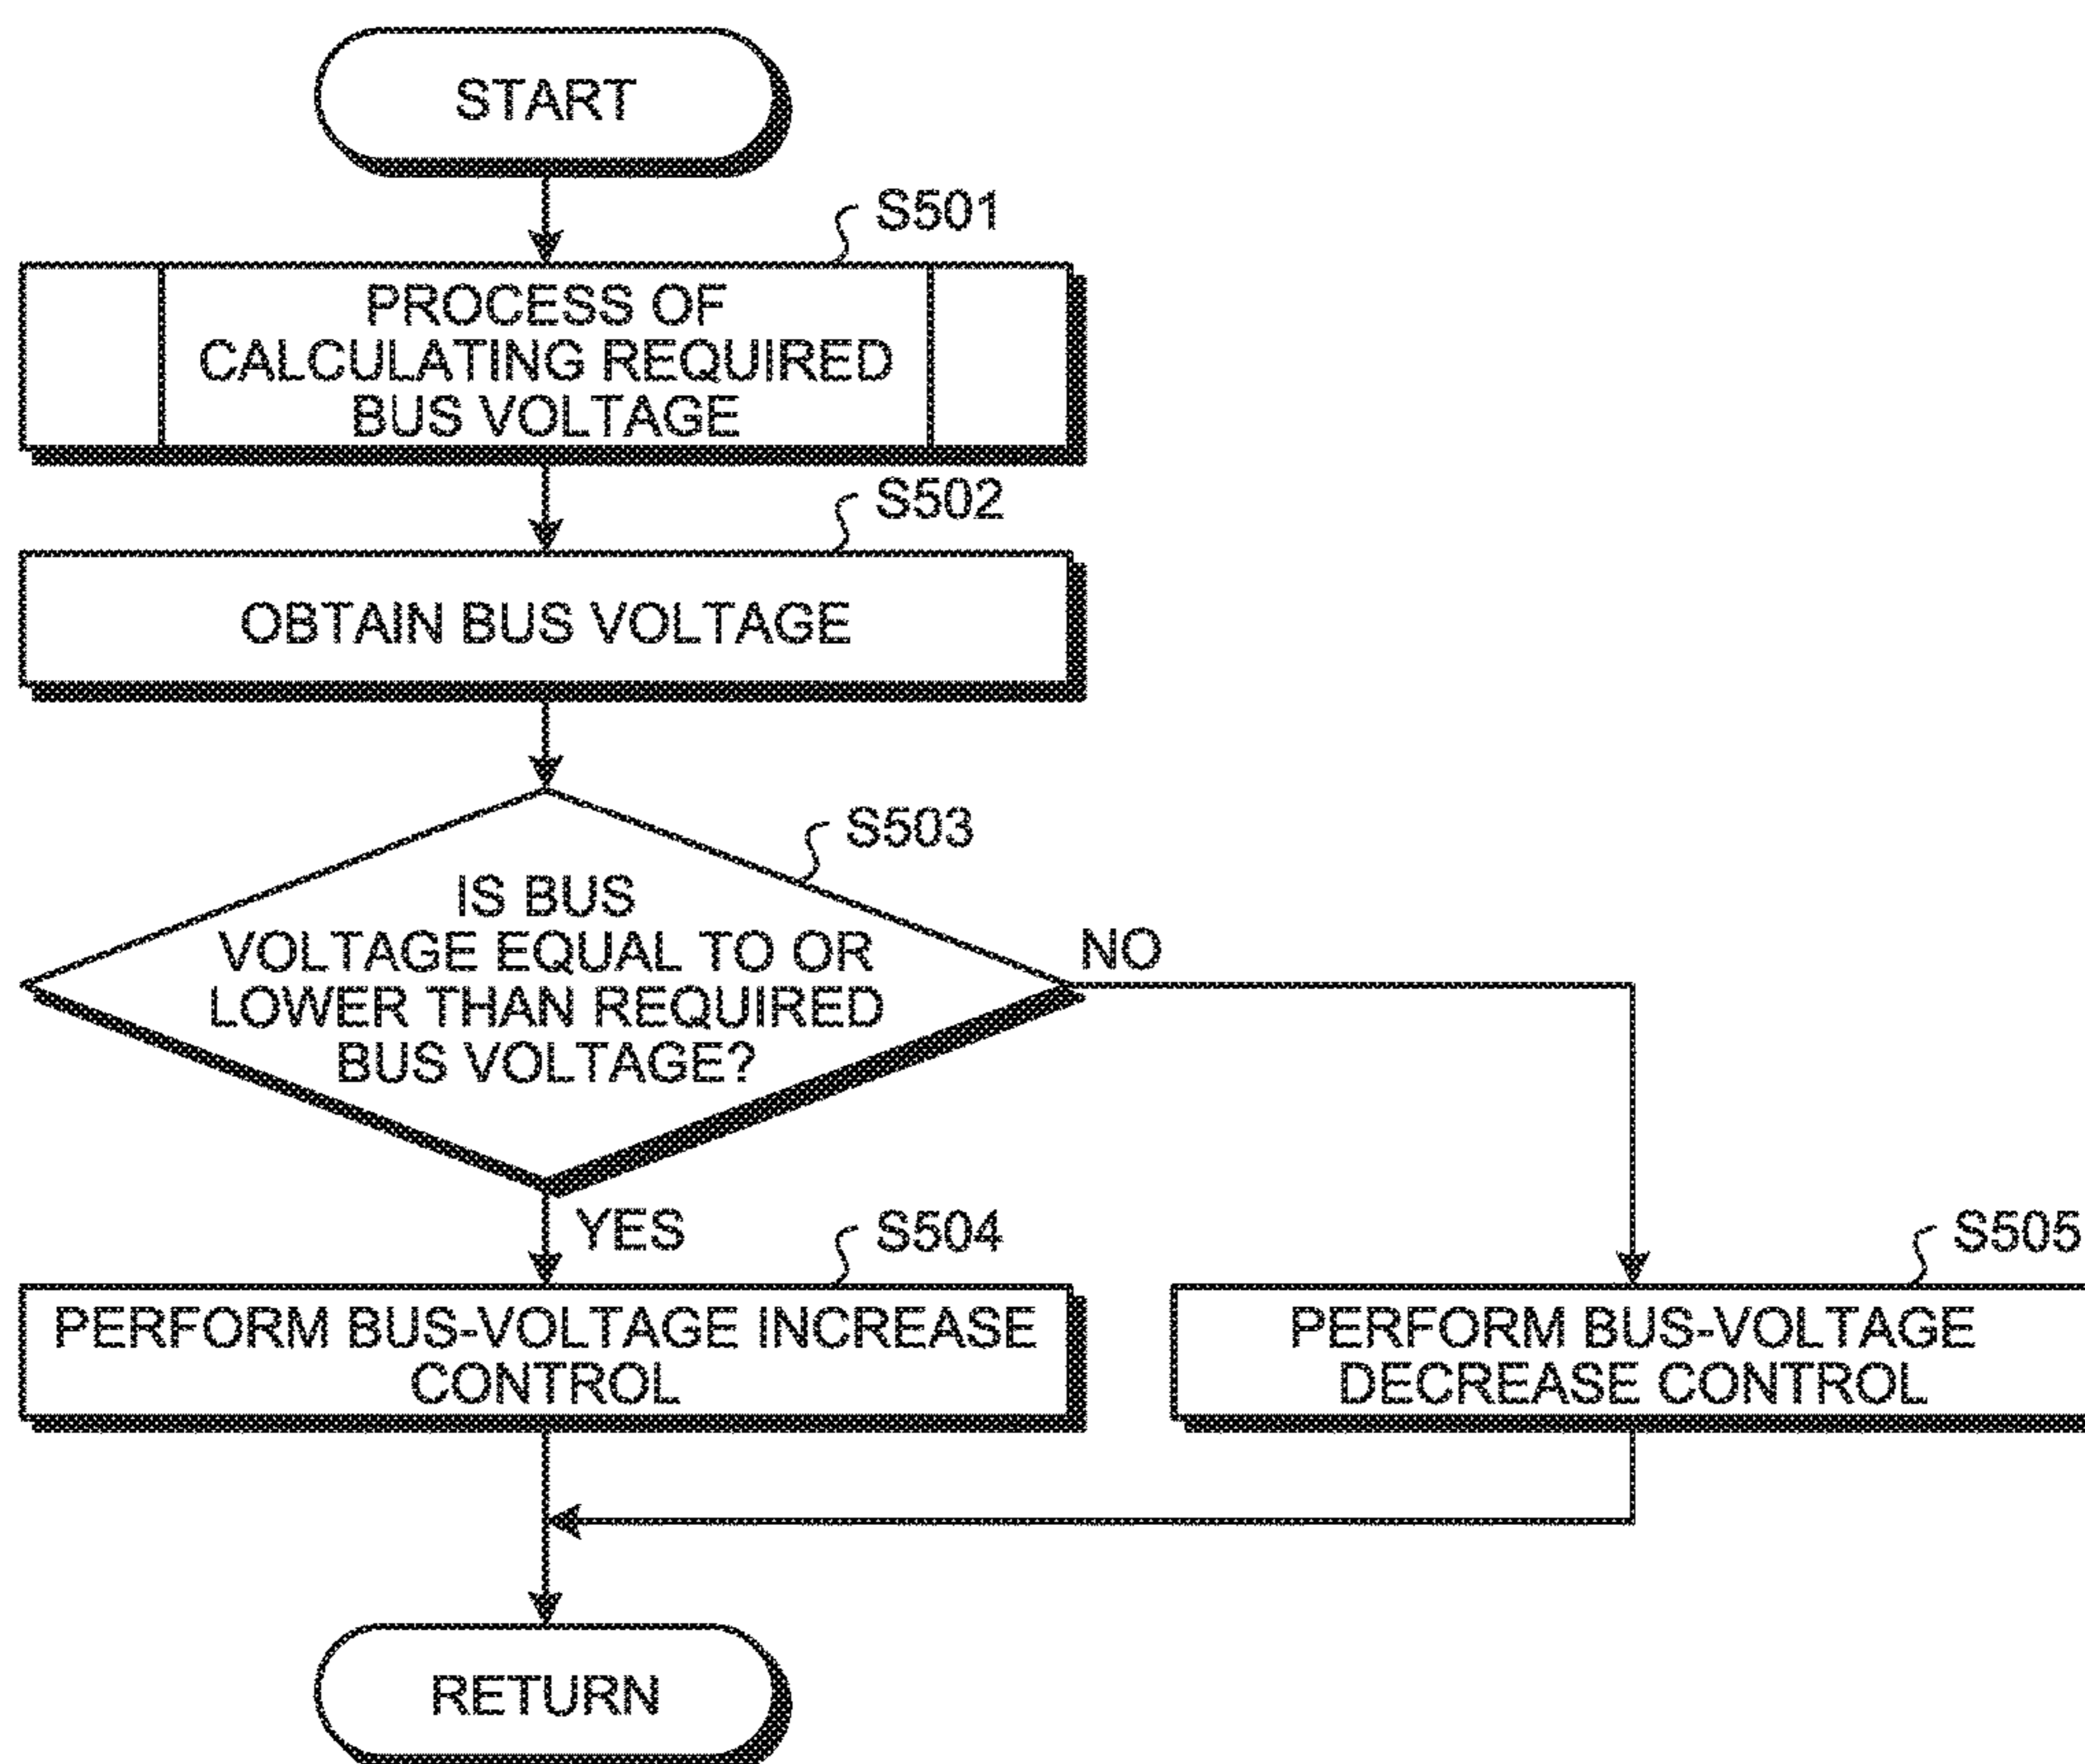 START
S501
PROCESS OF
CALCULATING REQUIRED
BUS VOLTAGE
S502
OBTAIN BUS VOLTAGE
S503
IS BUS
VOLTAGE EQUAL TO OR
LOWER THAN REQUIRED
BUS VOLTAGE?
NO
YES
S504
PERFORM BUS-VOLTAGE INCREASE
CONTROL
S505
PERFORM BUS-VOLTAGE
DECREASE CONTROL
RETURN